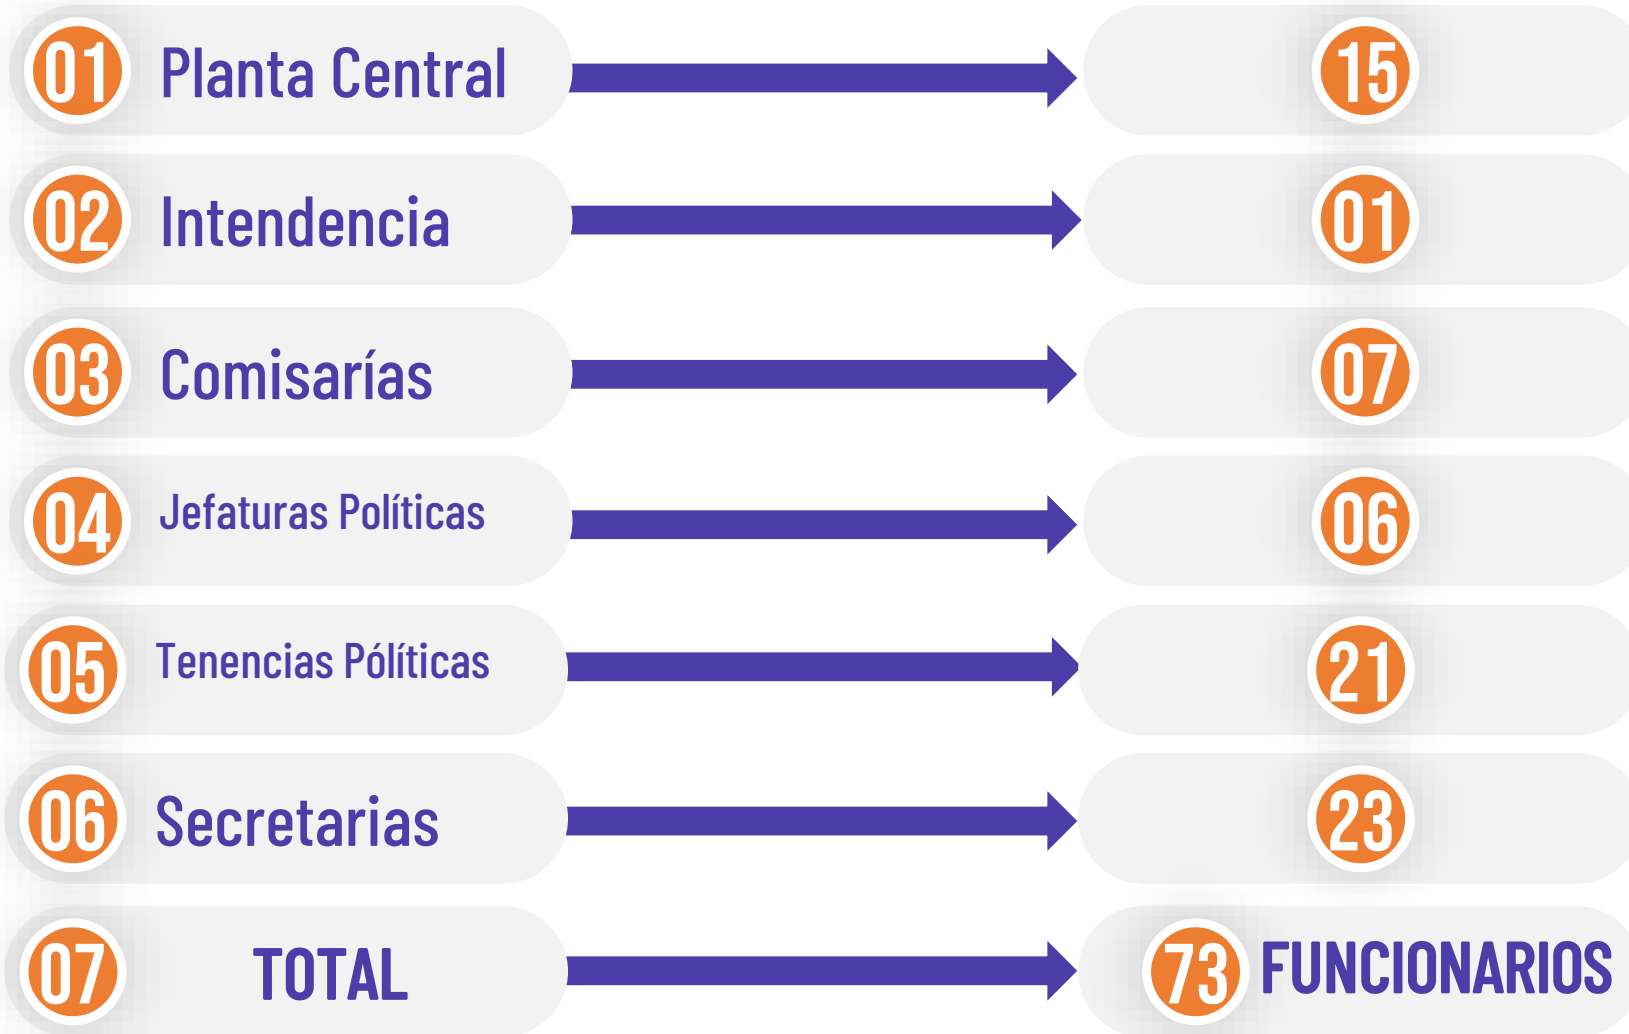 01 Planta Central 15
02 Intendencia 01
03 Comisarías 07
04 Jefaturas Políticas 06
05 Tenencias Pólíticas 21
06 Secretarias 23
07 TOTAL 73 FUNCIONARIOS